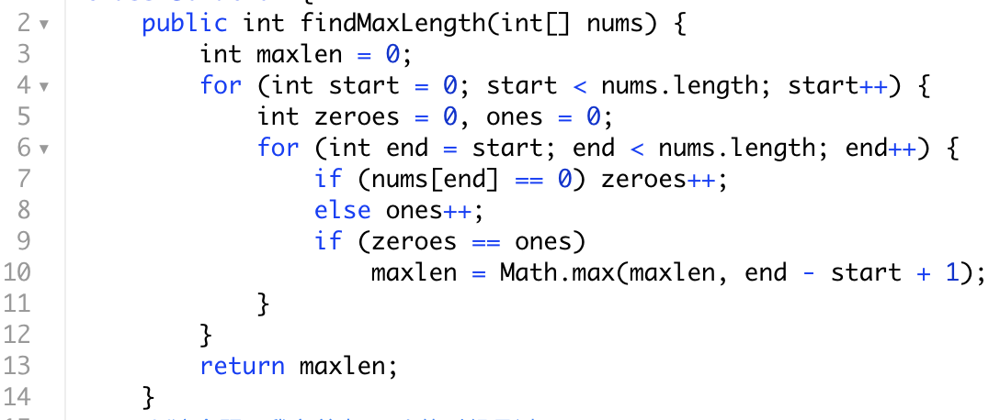 2 public int findMaxLength(int[] nums) {
3 int maxlen = 0;
4 for (int start = 0; start < nums.length; start++) {
5 int zeroes = 0, ones = 0;
6 for (int end = start; end < nums.length; end++) {
7 if (nums[end] == 0) zeroes++;
8 else ones++;
9 if (zeroes == ones)
10 maxlen = Math.max(maxlen, end - start + 1);
11 }
12 }
13 return maxlen;
14 }